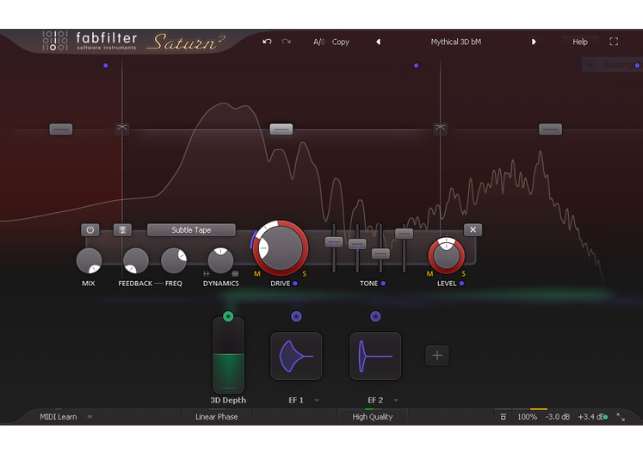 fabfilter
software instruments
Saturn 2
A/B Copy
Mythical 3D bM
Help
Subtle Tape
MIX
FEEDBACK
FREQ
DYNAMICS
M S
DRIVE
TONE
M S
LEVEL
3D Depth
EF 1
EF 2
MIDI Learn
Linear Phase
High Quality
100%
-3.0 dB
+3.4 dB